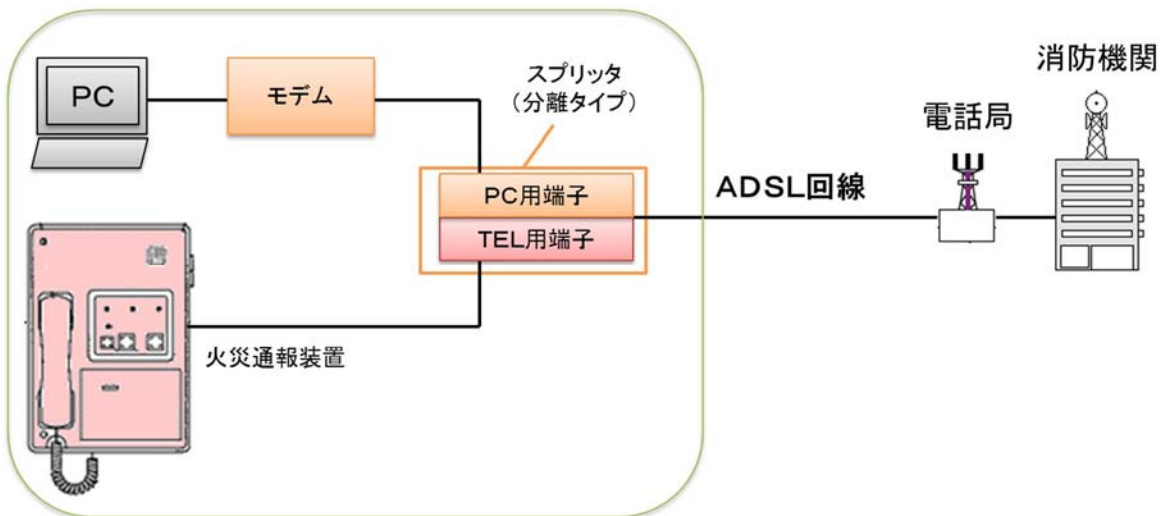 PC
モデム
スプリッタ
（分離タイプ）
PC用端子
TEL用端子
火災通報装置
ADSL回線
電話局
消防機関